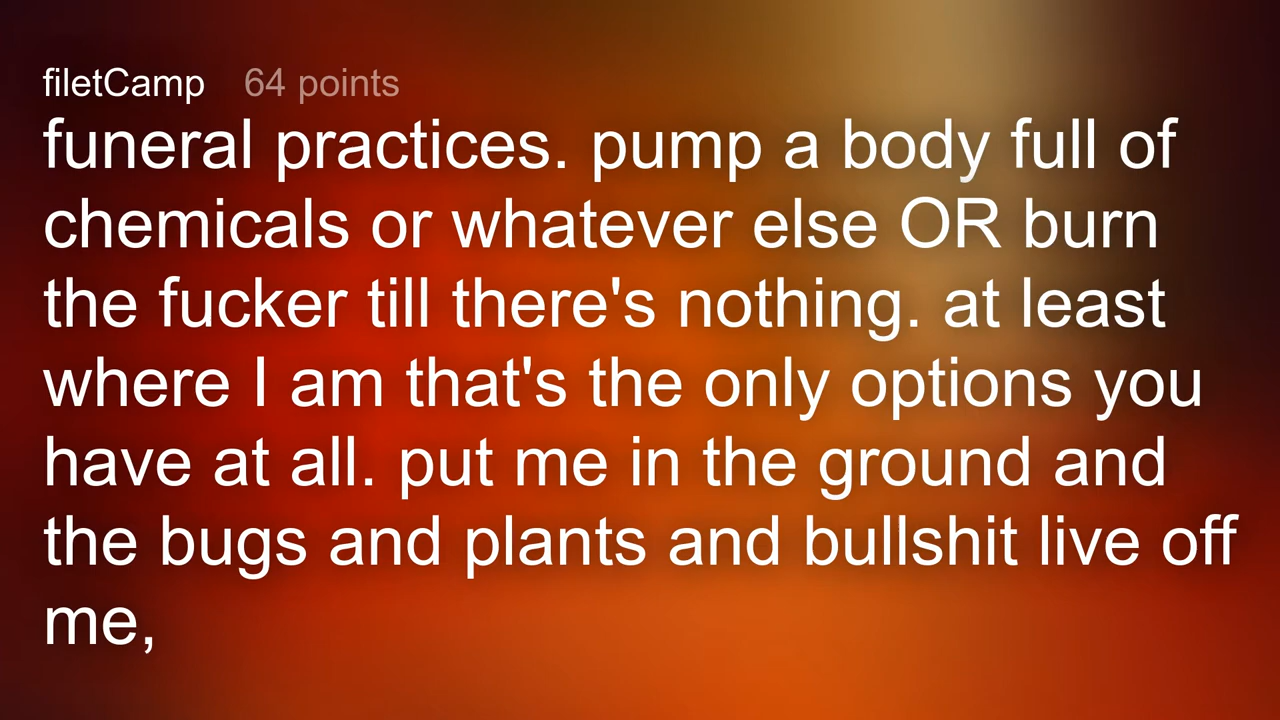 filetCamp 64 points
funeral practices. pump a body full of
chemicals or whatever else OR burn
the fucker till there's nothing. at least
where I am that's the only options you
have at all. put me in the ground and
the bugs and plants and bullshit live off
me,